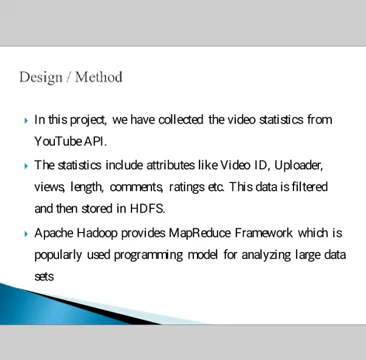 Design / Method
In this project, we have collected the video statistics from
YouTube API.
The statistics include attributes like Video ID, Uploader,
views, length, comments, ratings etc. This data is filtered
and then stored in HDFS.
Apache Hadoop provides MapReduce Framework which is
popularly used programming model for analyzing large data
sets